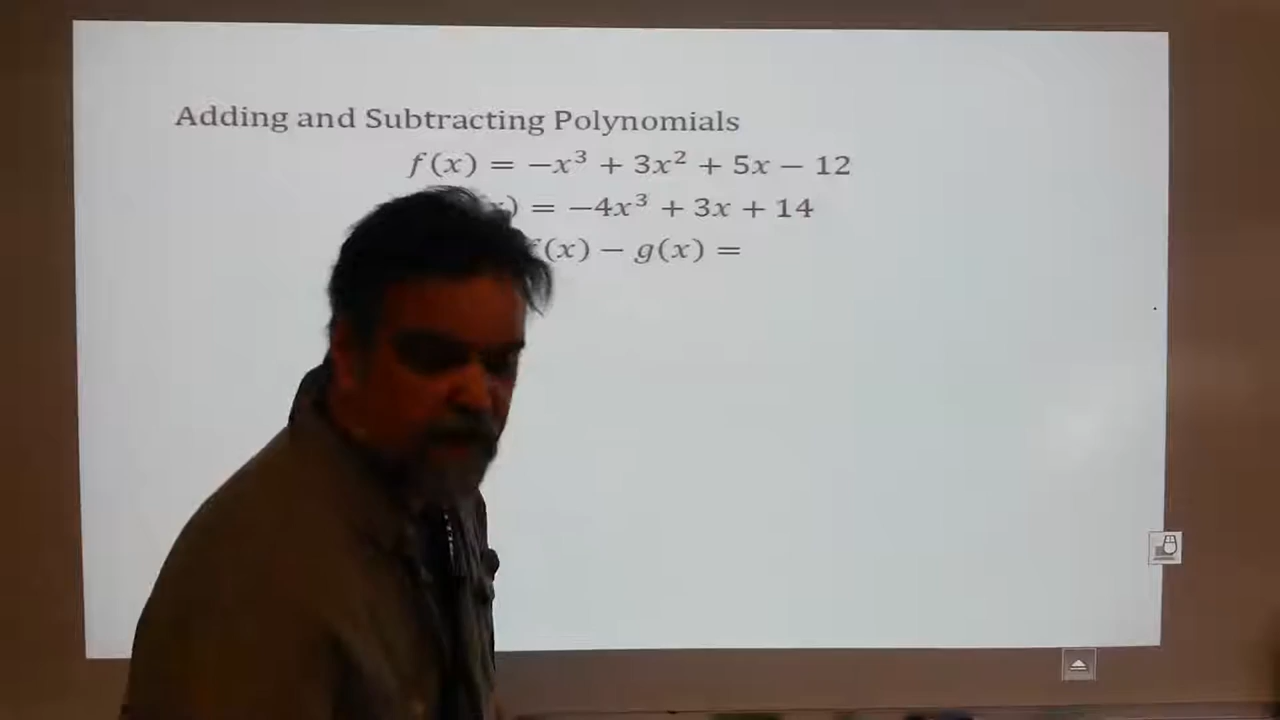 Adding and Subtracting Polynomials
f(x) = −x³ + 3x² + 5x − 12
x) = −4x³ + 3x + 14
f(x) − g(x) =